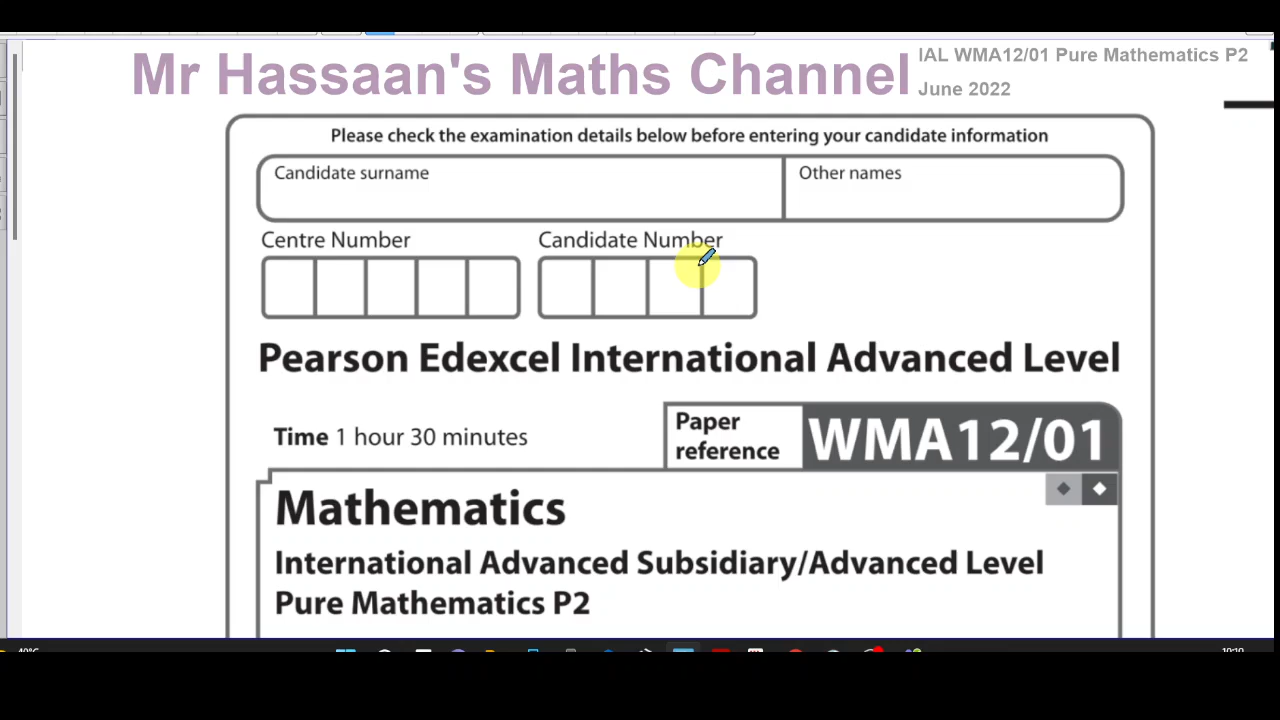 Mr Hassaan's Maths Channel
IAL WMA12/01 Pure Mathematics P2
June 2022
Please check the examination details below before entering your candidate information
Candidate surname
Other names
Centre Number
Candidate Number
Pearson Edexcel International Advanced Level
Time 1 hour 30 minutes
Paper
reference
WMA12/01
Mathematics
International Advanced Subsidiary/Advanced Level
Pure Mathematics P2